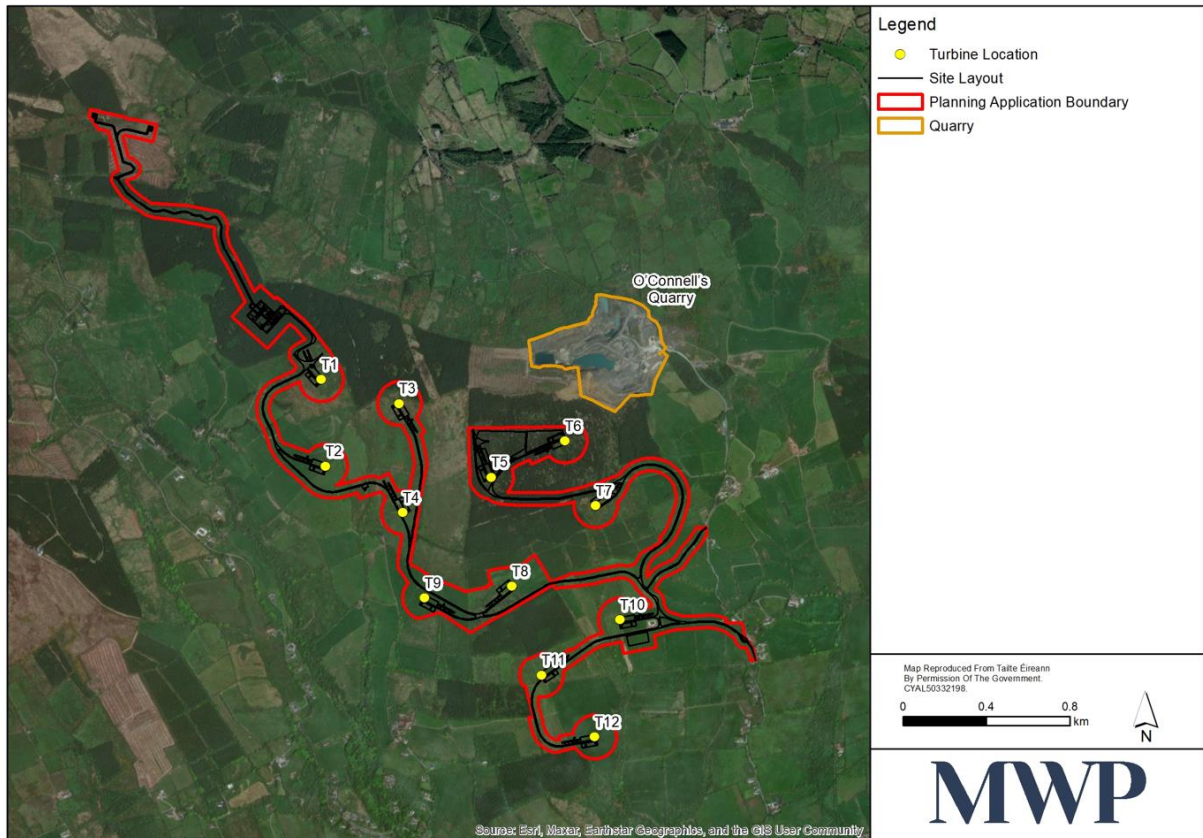 Legend
Turbine Location
Site Layout
Planning Application Boundary
Quarry
O'Connell's
Quarry
T1
T3
T2
T6
T5
T4
T7
T8
T9
T10
T11
T12
Map Reproduced From Tailte Éireann
By Permission Of The Government.
CYAL50332198.
0 0.4 0.8
km
N
MWP
Source: Esri, Maxar, Earthstar Geographics, and the GIS User Community